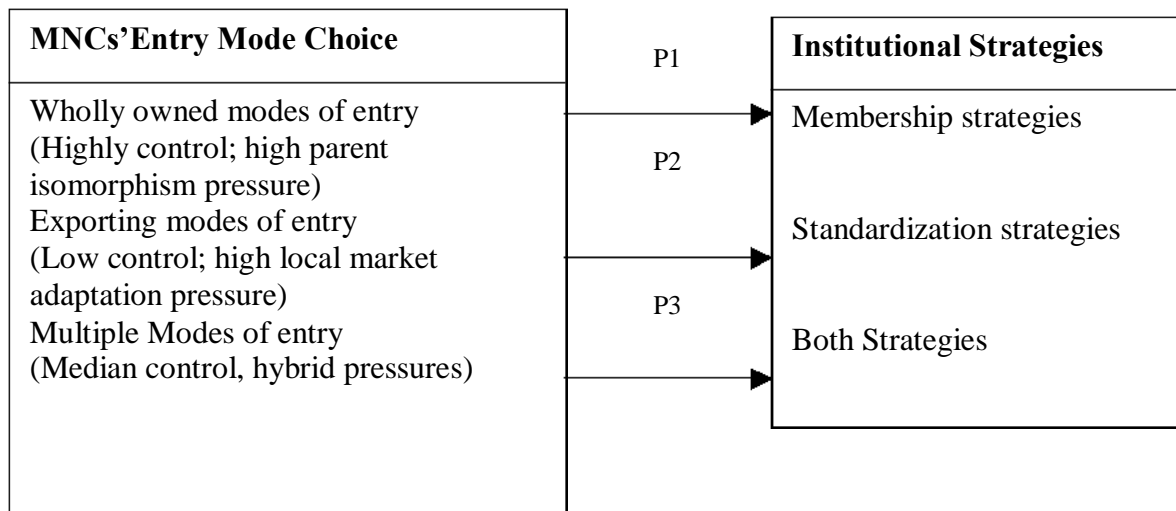 MNCs’Entry Mode Choice
Wholly owned modes of entry
(Highly control; high parent
isomorphism pressure)
Exporting modes of entry
(Low control; high local market
adaptation pressure)
Multiple Modes of entry
(Median control, hybrid pressures)
P1
P2
P3
Institutional Strategies
Membership strategies
Standardization strategies
Both Strategies